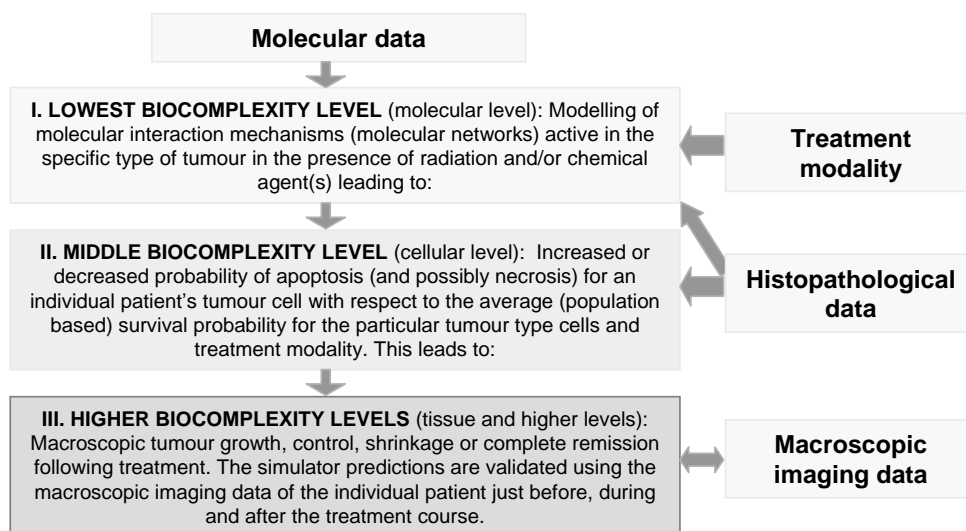 Molecular data
I. LOWEST BIOCOMPLEXITY LEVEL (molecular level): Modelling of
molecular interaction mechanisms (molecular networks) active in the
specific type of tumour in the presence of radiation and/or chemical
agent(s) leading to:
Treatment
modality
II. MIDDLE BIOCOMPLEXITY LEVEL (cellular level): Increased or
decreased probability of apoptosis (and possibly necrosis) for an
individual patient's tumour cell with respect to the average (population
based) survival probability for the particular tumour type cells and
treatment modality. This leads to:
Histopathological
data
III. HIGHER BIOCOMPLEXITY LEVELS (tissue and higher levels):
Macroscopic tumour growth, control, shrinkage or complete remission
following treatment. The simulator predictions are validated using the
macroscopic imaging data of the individual patient just before, during
and after the treatment course.
Macroscopic
imaging data